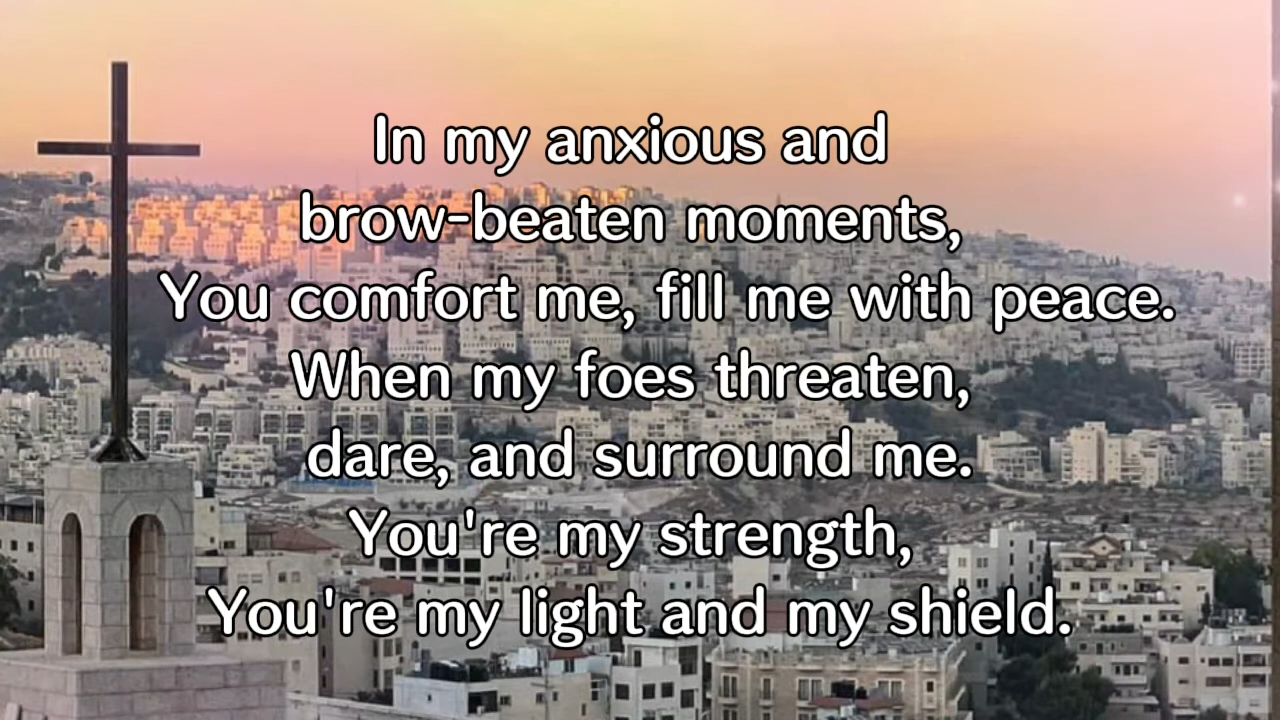 In my anxious and
brow-beaten moments,
You comfort me, fill me with peace.
When my foes threaten,
dare, and surround me.
You're my strength,
You're my light and my shield.